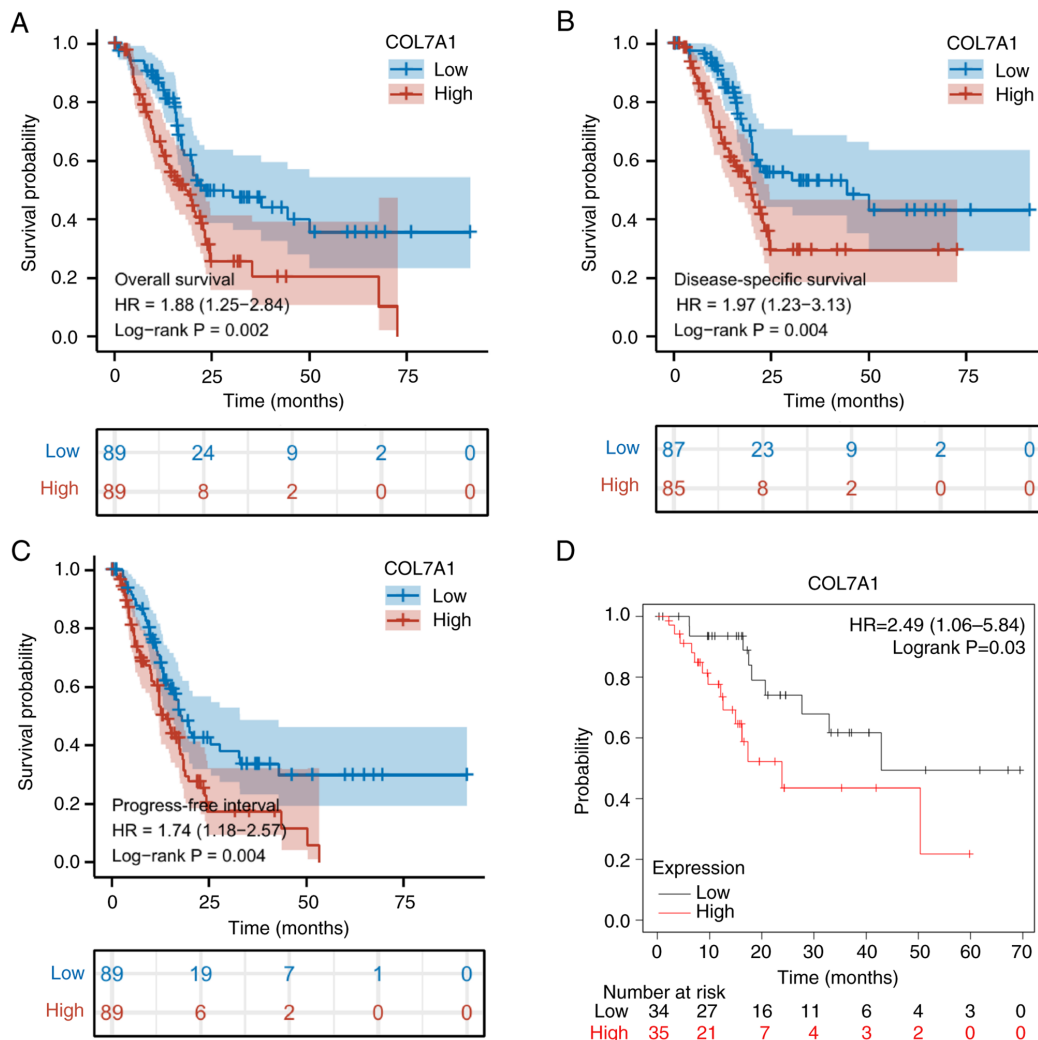 A
COL7A1
Low
High
1.0
0.8
0.6
0.4
0.2
0.0
Survival probability
Overall survival
HR = 1.88 (1.25−2.84)
Log−rank P = 0.002
0 25 50 75
Time (months)
Low 89 24 9 2 0
High 89 8 2 0 0
B
COL7A1
Low
High
1.0
0.8
0.6
0.4
0.2
0.0
Survival probability
Disease-specific survival
HR = 1.97 (1.23−3.13)
Log−rank P = 0.004
0 25 50 75
Time (months)
Low 87 23 9 2 0
High 85 8 2 0 0
C
COL7A1
Low
High
1.0
0.8
0.6
0.4
0.2
0.0
Survival probability
Progress-free interval
HR = 1.74 (1.18−2.57)
Log−rank P = 0.004
0 25 50 75
Time (months)
Low 89 19 7 1 0
High 89 6 2 0 0
D
COL7A1
HR=2.49 (1.06–5.84)
Logrank P=0.03
1.0
0.8
0.6
0.4
0.2
0.0
Probability
Expression
Low
High
0 10 20 30 40 50 60 70
Time (months)
Number at risk
Low 34 27 16 11 6 4 3 0
High 35 21 7 4 3 2 0 0